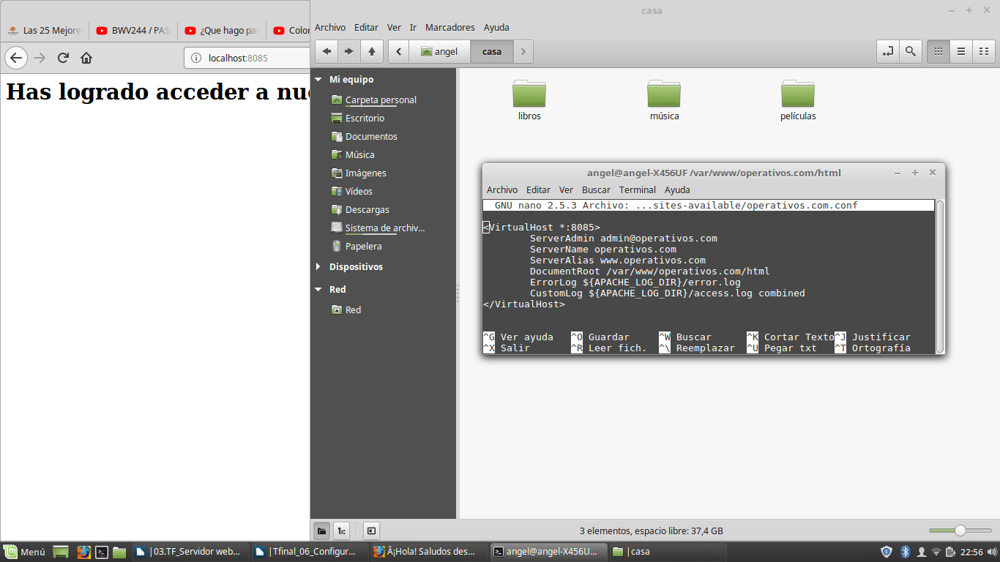 Las 25 Mejore
BWV244 / PAS
¿Que hago par
Color
localhost:8085
Has logrado acceder a nue
casa
Archivo Editar Ver Ir Marcadores Ayuda
angel casa
Mi equipo
Carpeta personal
Escritorio
Documentos
Música
Imágenes
Vídeos
Descargas
Sistema de archiv...
Papelera
Dispositivos
Red
Red
libros música películas
angel@angel-X456UF /var/www/operativos.com/html
Archivo Editar Ver Buscar Terminal Ayuda
GNU nano 2.5.3 Archivo: ...sites-available/operativos.com.conf
<VirtualHost *:8085>
ServerAdmin admin@operativos.com
ServerName operativos.com
ServerAlias www.operativos.com
DocumentRoot /var/www/operativos.com/html
ErrorLog ${APACHE_LOG_DIR}/error.log
CustomLog ${APACHE_LOG_DIR}/access.log combined
</VirtualHost>
^G Ver ayuda ^O Guardar ^W Buscar ^K Cortar Texto^J Justificar
^X Salir ^R Leer fich. ^\ Reemplazar ^U Pegar txt ^T Ortografía
3 elementos, espacio libre: 37,4 GB
Menú | 03.TF_Servidor web... | Tfinal_06_Configur... Â¡Hola! Saludos des... angel@angel-X456U... | casa 22:56